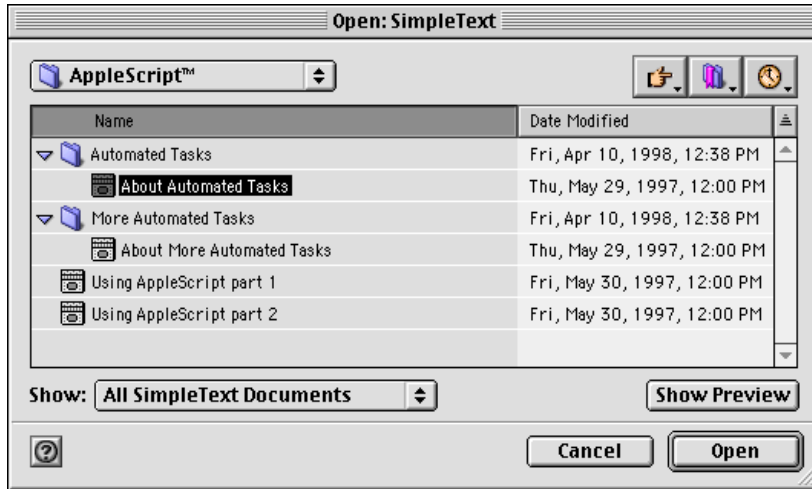 Open: SimpleText
AppleScript™
Name Date Modified
Automated Tasks Fri, Apr 10, 1998, 12:38 PM
About Automated Tasks Thu, May 29, 1997, 12:00 PM
More Automated Tasks Fri, Apr 10, 1998, 12:38 PM
About More Automated Tasks Thu, May 29, 1997, 12:00 PM
Using AppleScript part 1 Fri, May 30, 1997, 12:00 PM
Using AppleScript part 2 Fri, May 30, 1997, 12:00 PM
Show: All SimpleText Documents Show Preview
? Cancel Open